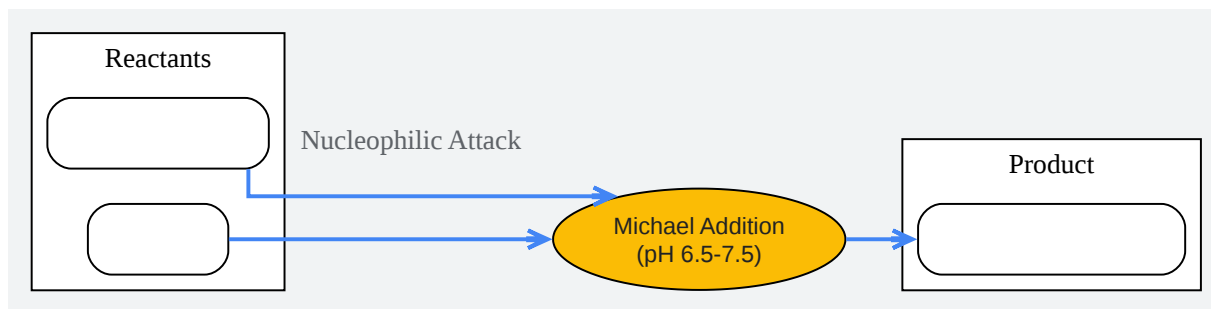 Reactants
Nucleophilic Attack
Product
Michael Addition
(pH 6.5-7.5)